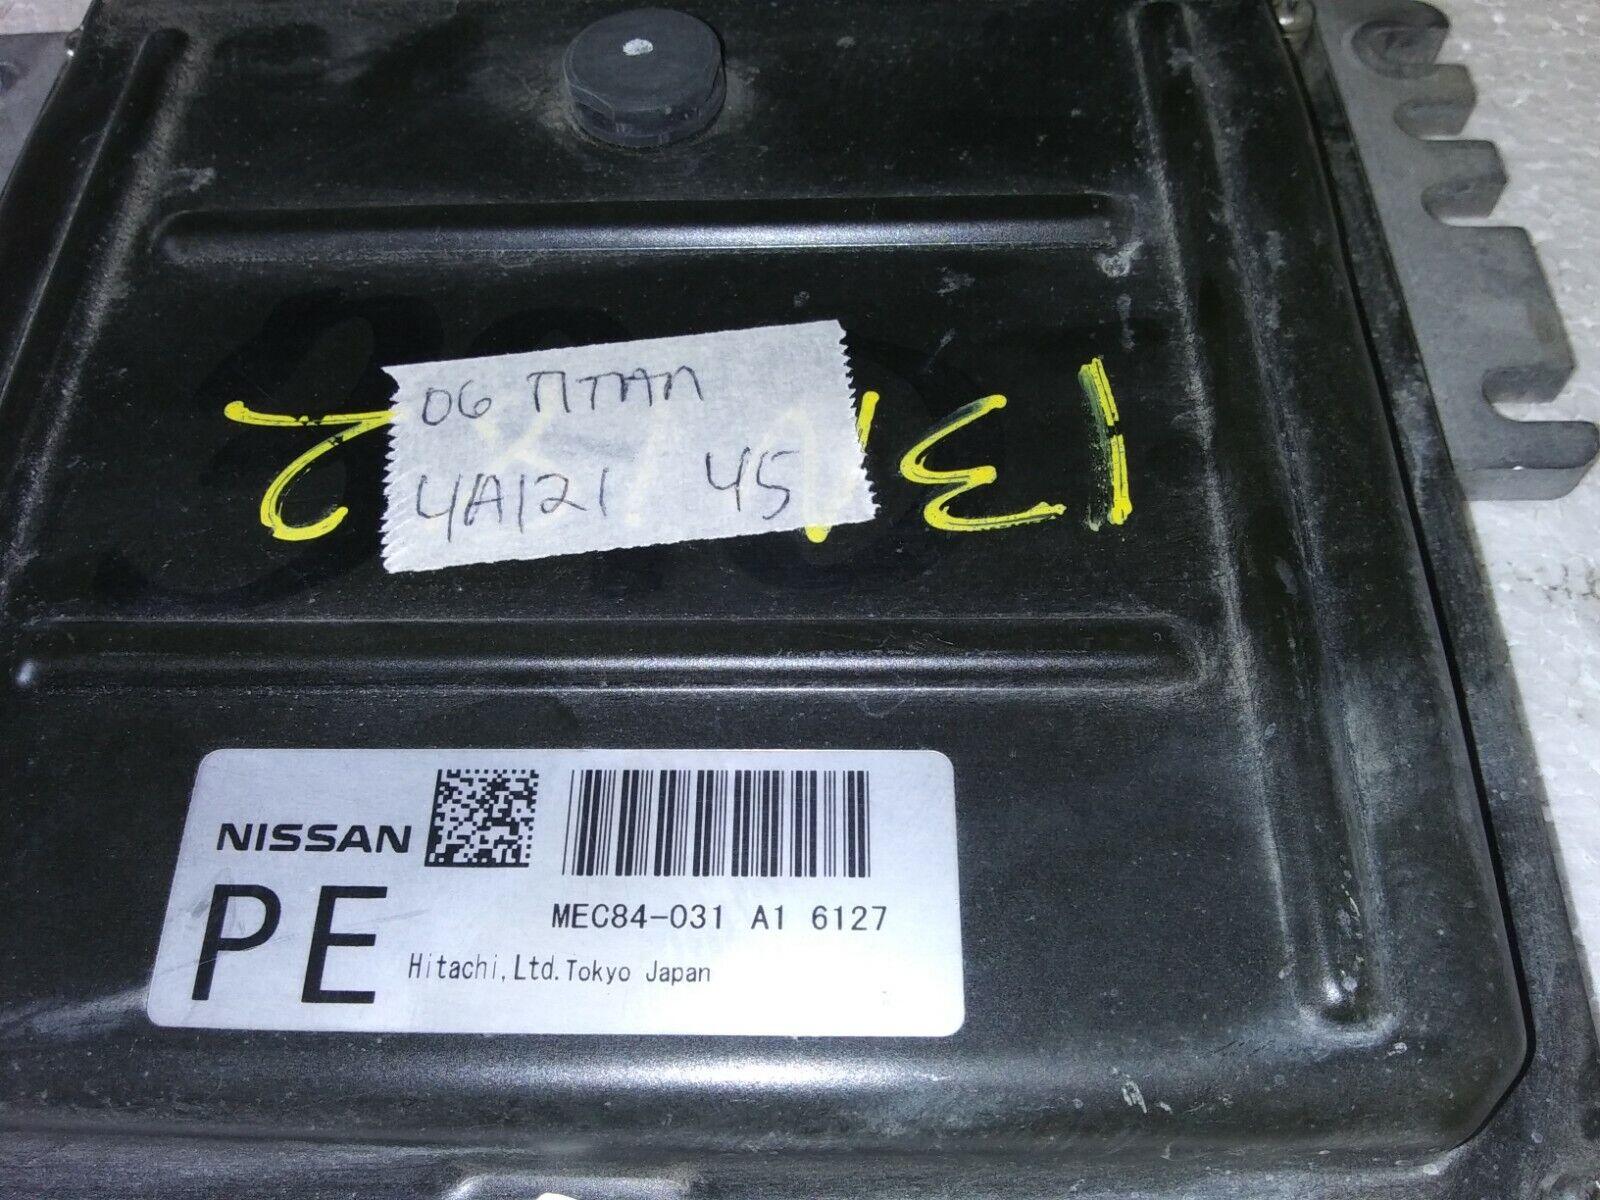 06 TITAN
4A121 45
NISSAN
PE
MEC84-031 A1 6127
Hitachi, Ltd. Tokyo Japan